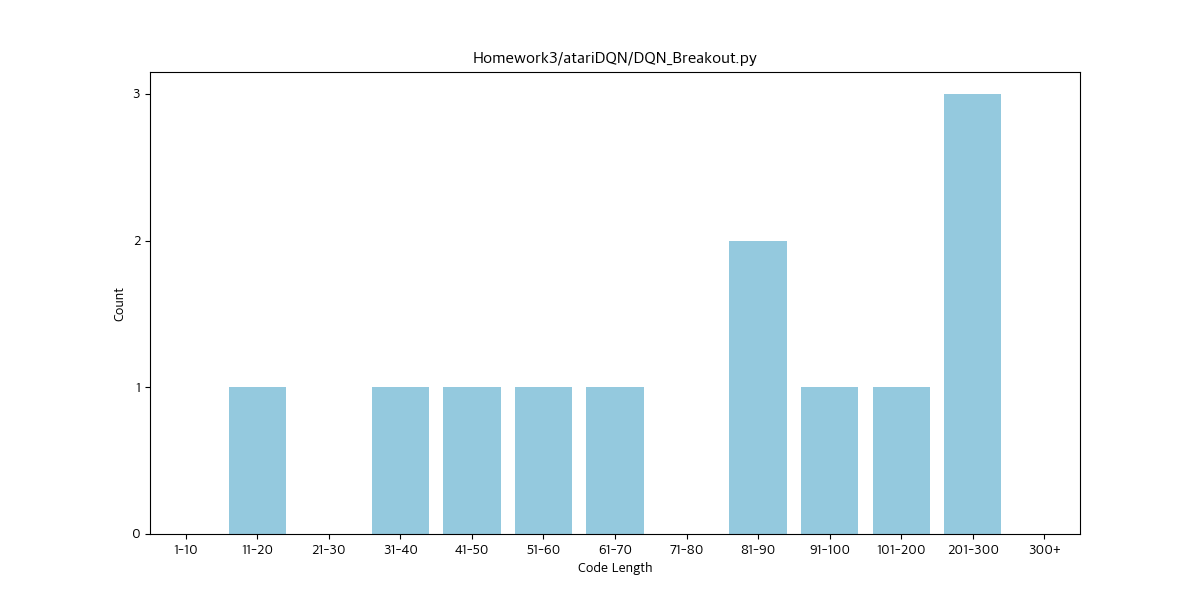 Homework3/atariDQN/DQN_Breakout.py
3
2
1
0
Count
1-10 11-20 21-30 31-40 41-50 51-60 61-70 71-80 81-90 91-100 101-200 201-300 300+
Code Length